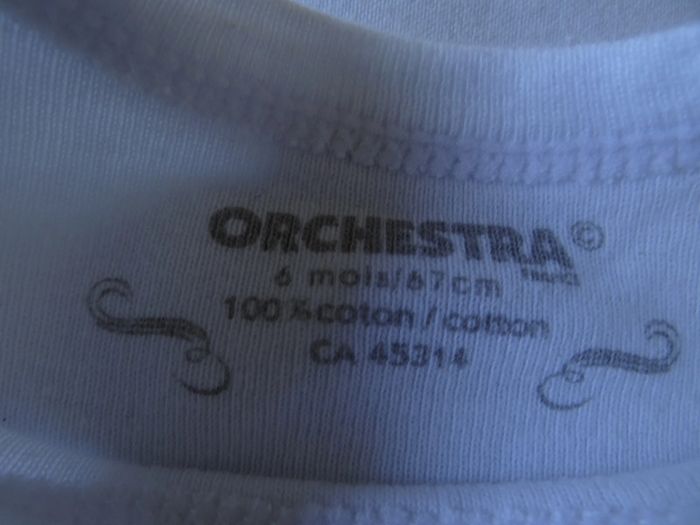 ORCHESTRA©
6 mois/67cm
100% coton / cotton
CA 45314